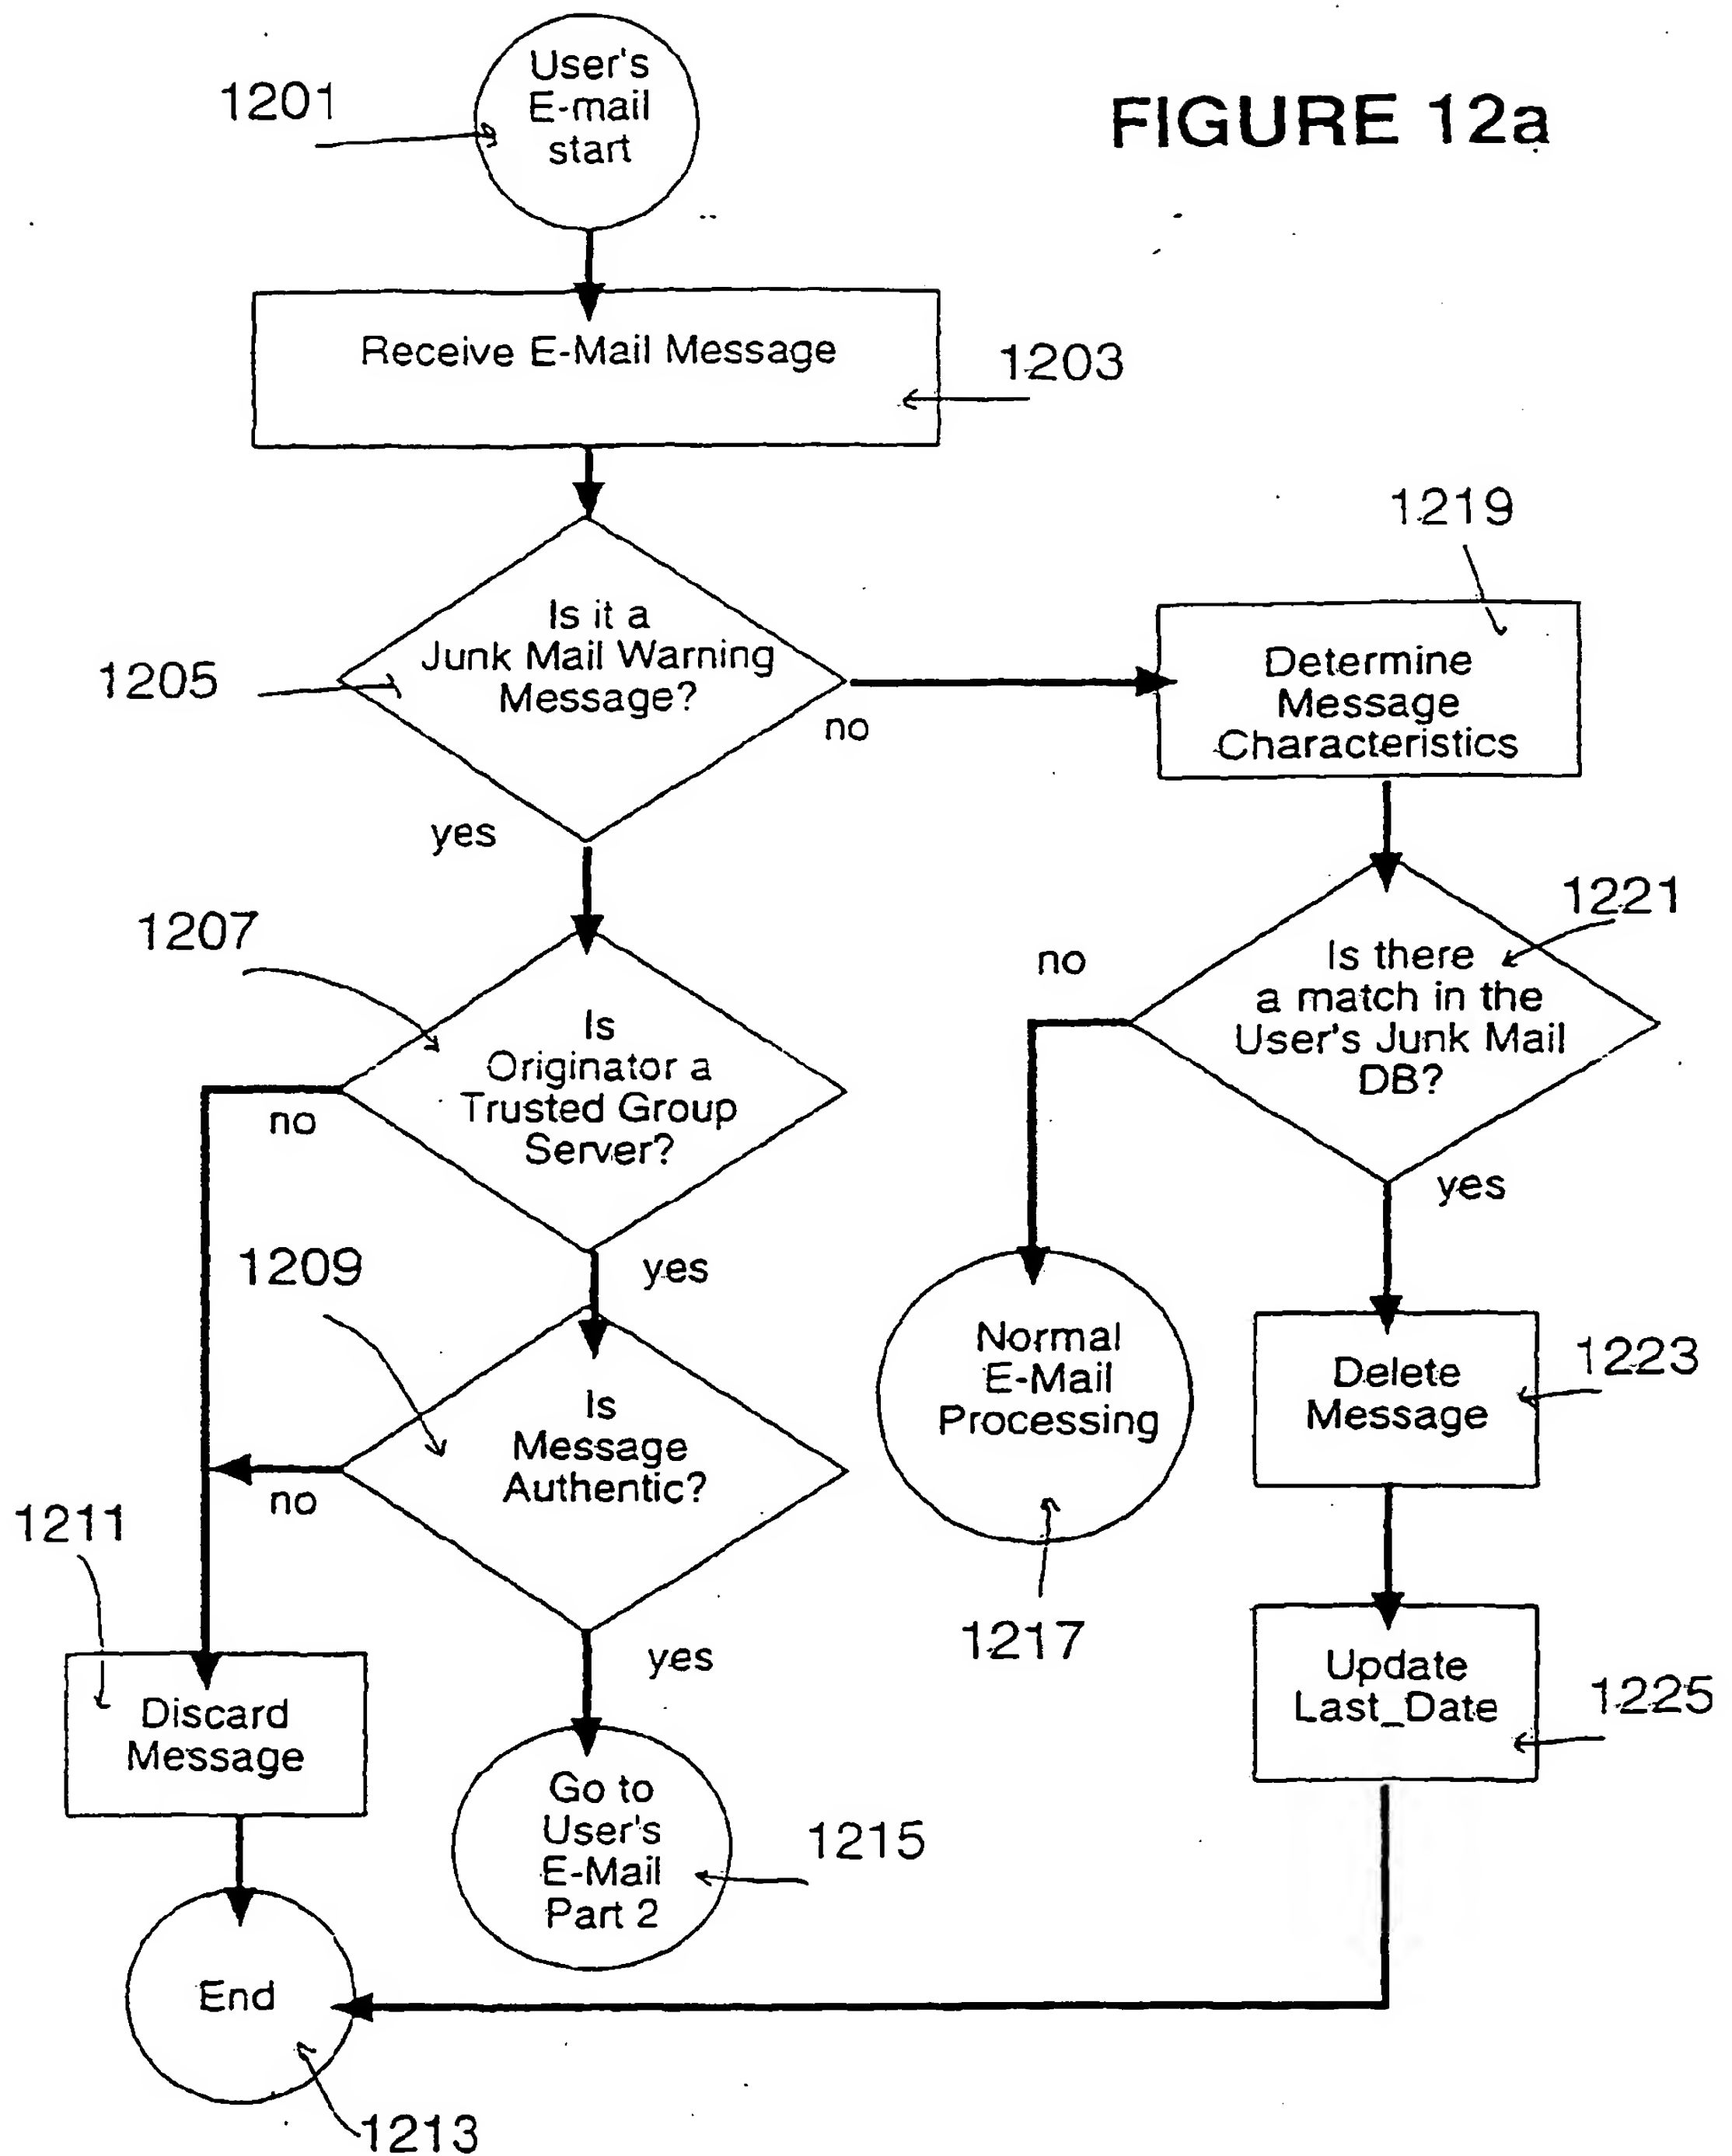 User's
E-mail
start
1201
FIGURE 12a
Receive E-Mail Message
1203
1219
Is it a
Junk Mail Warning
Message?
1205
no
Determine
Message
Characteristics
yes
1207
1221
Is there
a match in the
User's Junk Mail
DB?
no
Is
Originator a
Trusted Group
Server?
no
yes
yes
1209
Normal
E-Mail
Processing
Delete
Message
1223
Is
Message
Authentic?
no
1211
1217
yes
Update
Last_Date
1225
Discard
Message
Go to
User's
E-Mail
Part 2
1215
End
1213